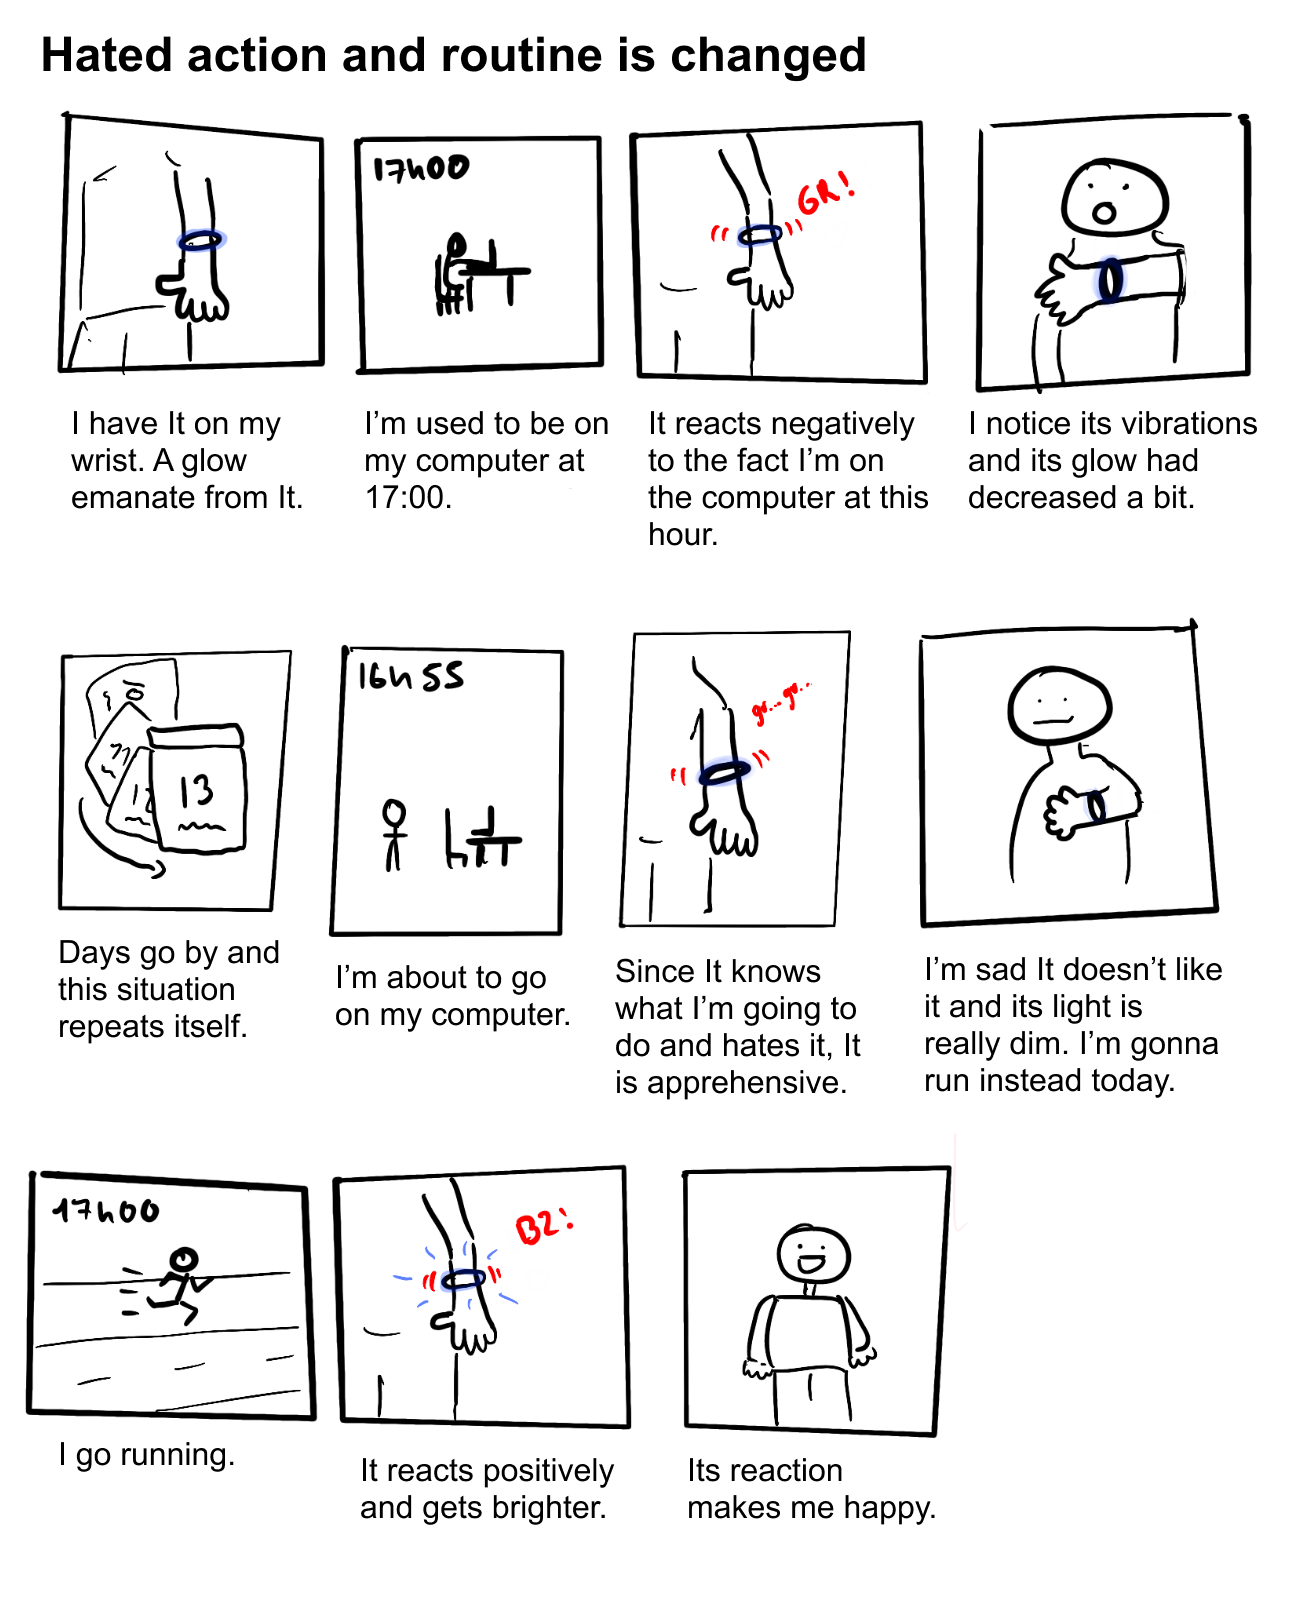 Hated action and routine is changed
17h00
GR!
I have It on my
wrist. A glow
emanate from It.
I'm used to be on
my computer at
17:00.
It reacts negatively
to the fact I'm on
the computer at this
hour.
I notice its vibrations
and its glow had
decreased a bit.
13
16h55
gr...gr...
Days go by and
this situation
repeats itself.
I'm about to go
on my computer.
Since It knows
what I'm going to
do and hates it, It
is apprehensive.
I'm sad It doesn't like
it and its light is
really dim. I'm gonna
run instead today.
17h00
BZ!
I go running.
It reacts positively
and gets brighter.
Its reaction
makes me happy.